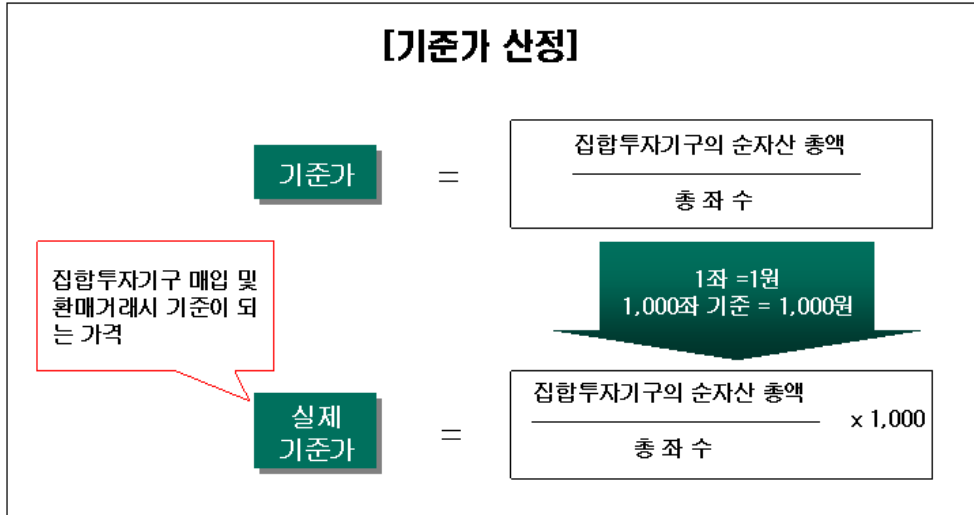 [기준가 산정]
기준가
=
집합투자기구의 순자산 총액
총 좌 수
집합투자기구 매입 및
환매거래시 기준이 되
는 가격
1좌 =1원
1,000좌 기준 = 1,000원
실제
기준가
=
집합투자기구의 순자산 총액
총 좌 수
x 1,000